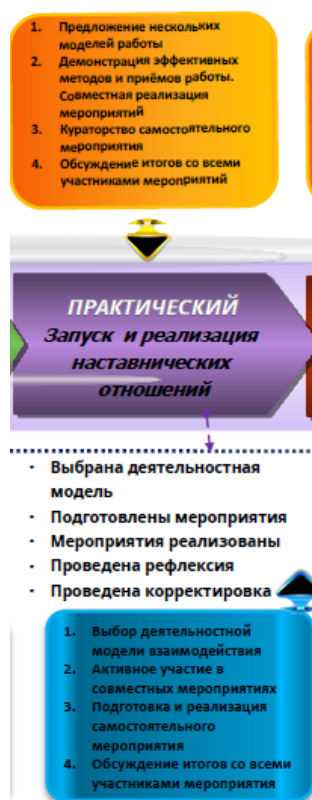 1. Предложение нескольких
моделей работы
2. Демонстрация эффективных
методов и приёмов работы.
Совместная реализация
мероприятий
3. Кураторство самостоятельного
мероприятия
4. Обсуждение итогов со всеми
участниками мероприятий
ПРАКТИЧЕСКИЙ
Запуск и реализация
наставнических
отношений
· Выбрана деятельностная
модель
· Подготовлены мероприятия
· Мероприятия реализованы
· Проведена рефлексия
· Проведена корректировка
1. Выбор деятельностной
модели взаимодействия
2. Активное участие в
совместных мероприятиях
3. Подготовка и реализация
самостоятельного
мероприятия
4. Обсуждение итогов со всеми
участниками мероприятия